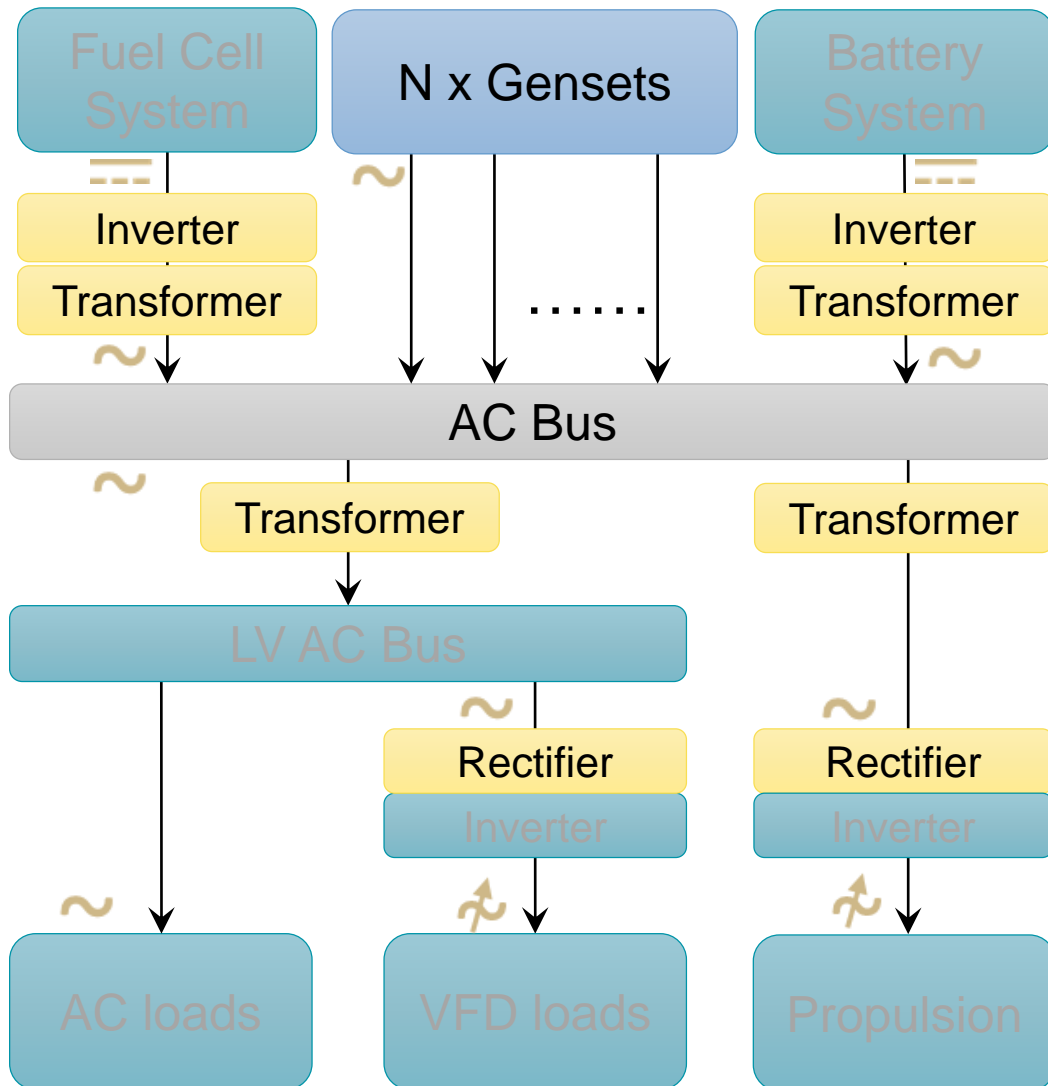 Fuel Cell
System
N x Gensets
Battery
System
Inverter
Inverter
Transformer
Transformer
......
AC Bus
Transformer
Transformer
LV AC Bus
Rectifier
Rectifier
Inverter
Inverter
AC loads
VFD loads
Propulsion